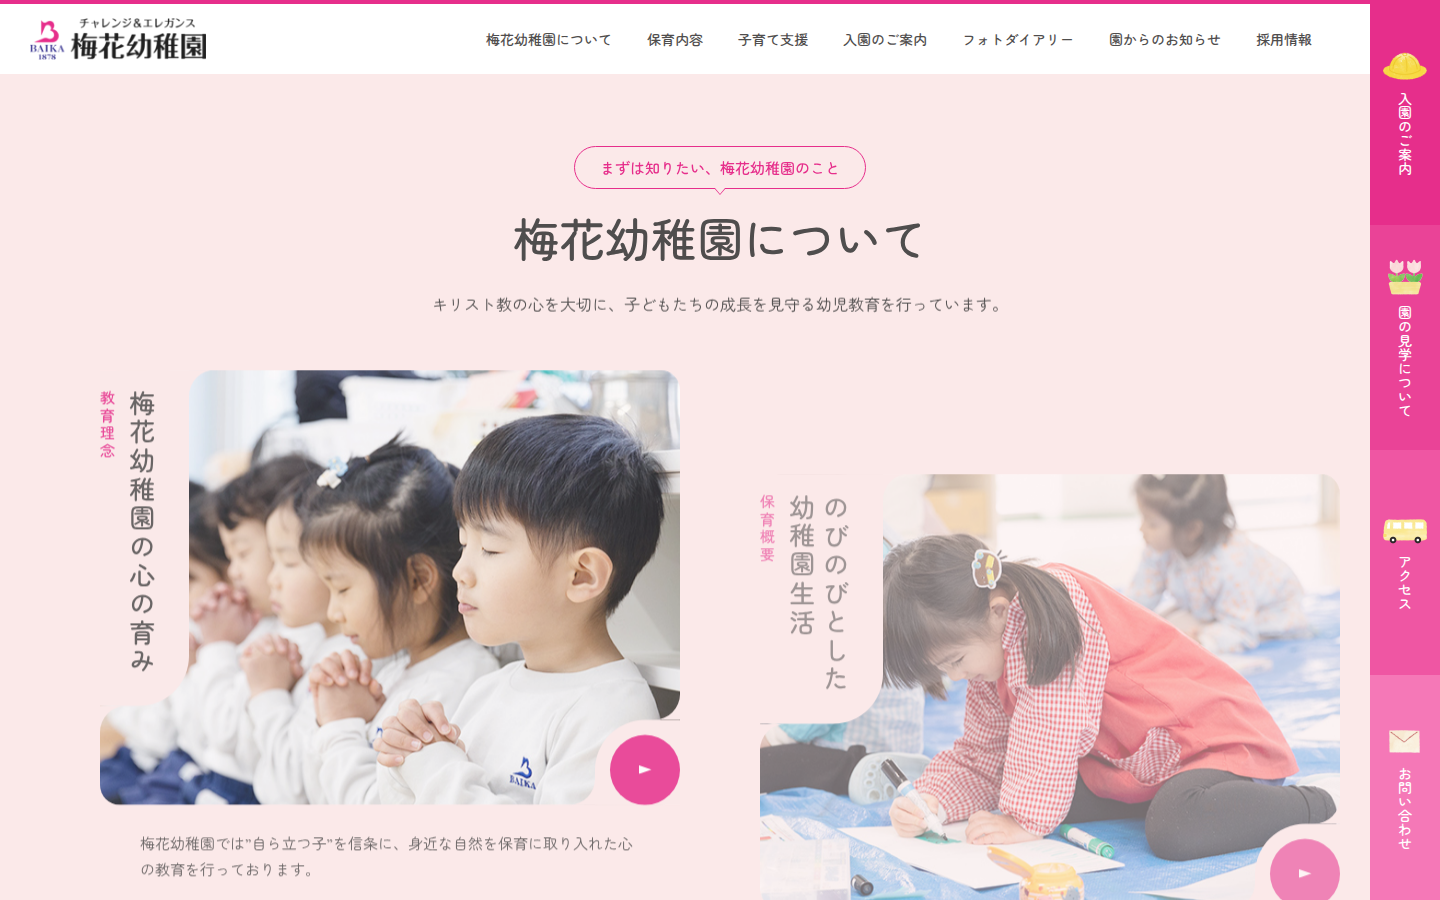 チャレンジ&エレガンス
BAIKA
1878
梅花幼稚園
梅花幼稚園について
保育内容
子育て支援
入園のご案内
フォトダイアリー
園からのお知らせ
採用情報
まずは知りたい、梅花幼稚園のこと
梅花幼稚園について
キリスト教の心を大切に、子どもたちの成長を見守る幼児教育を行っています。
梅花幼稚園の心の育み
教育理念
BAIKA
梅花幼稚園では”自ら立つ子”を信条に、身近な自然を保育に取り入れた心
の教育を行っております。
のびのびとした
幼稚園生活
保育概要
入園のご案内
園の見学について
アクセス
お問い合わせ